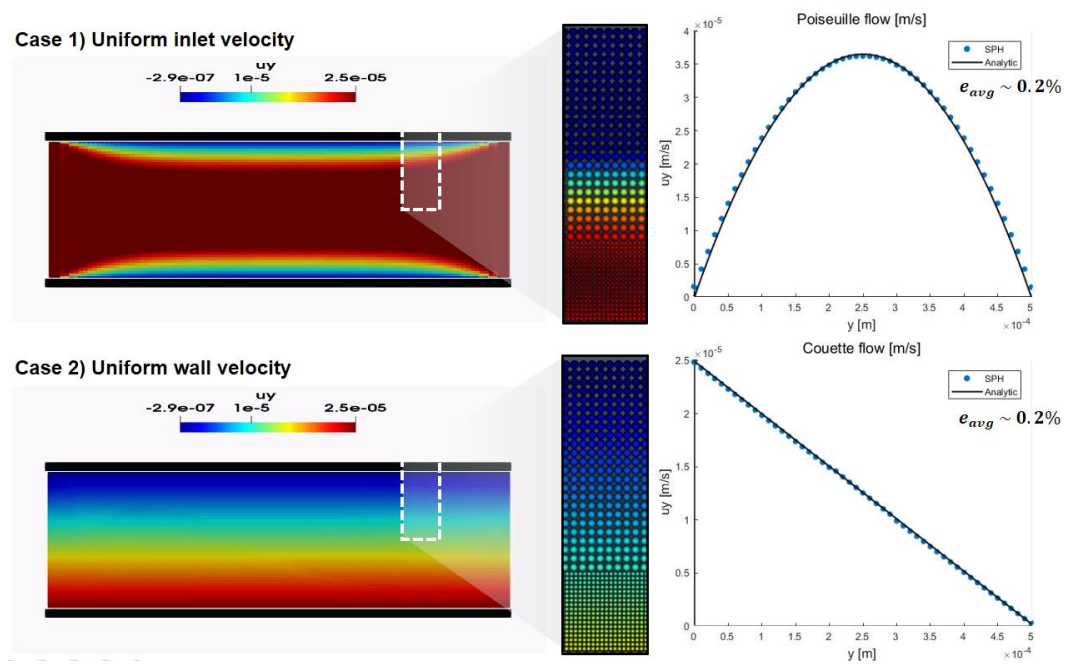 Case 1) Uniform inlet velocity
uy
-2.9e-07 1e-5 2.5e-05
Poiseuille flow [m/s]
×10⁻⁵
4
3.5
3
2.5
2
1.5
1
0.5
0
uy [m/s]
SPH
Analytic
e_avg ~ 0.2%
0 0.5 1 1.5 2 2.5 3 3.5 4 4.5 5
y [m]
×10⁻⁴
Case 2) Uniform wall velocity
uy
-2.9e-07 1e-5 2.5e-05
Couette flow [m/s]
×10⁻⁵
2.5
2
1.5
1
0.5
0
uy [m/s]
SPH
Analytic
e_avg ~ 0.2%
0 0.5 1 1.5 2 2.5 3 3.5 4 4.5 5
y [m]
×10⁻⁴